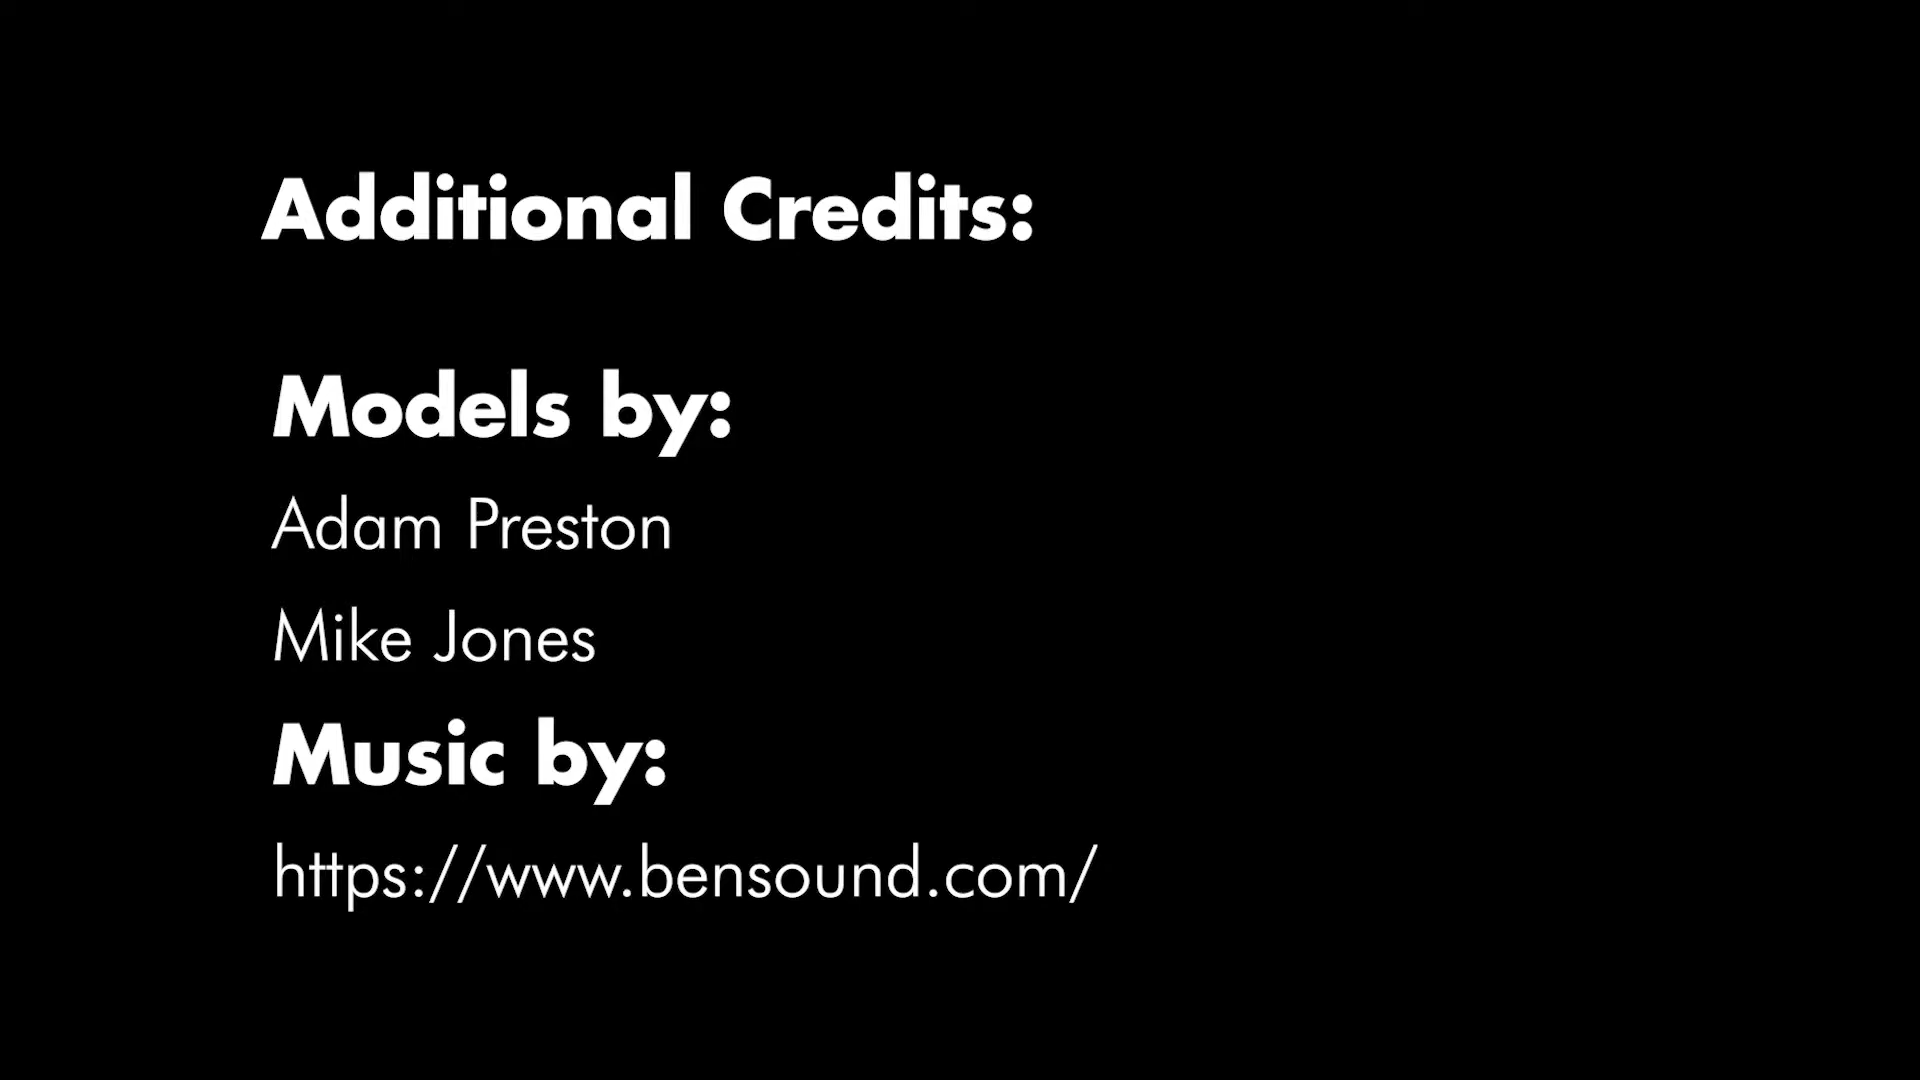 Additional Credits:
Models by:
Adam Preston
Mike Jones
Music by:
https://www.bensound.com/